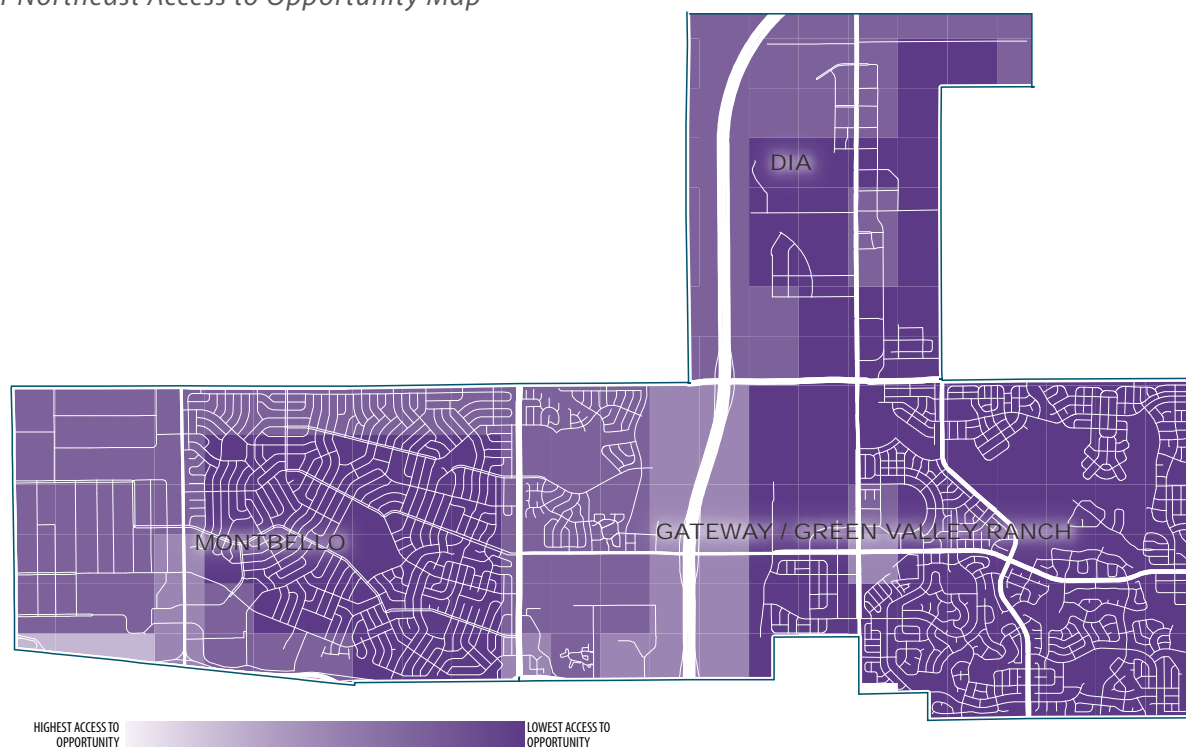 Northeast Access to Opportunity Map
DIA
MONTBELLO
GATEWAY / GREEN VALLEY RANCH
HIGHEST ACCESS TO
OPPORTUNITY
LOWEST ACCESS TO
OPPORTUNITY